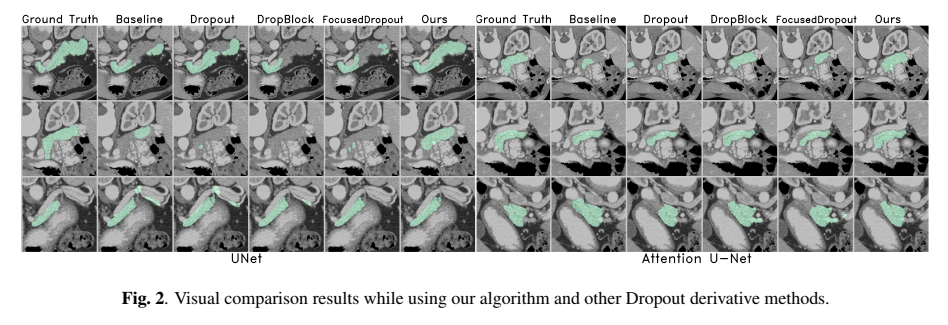 Ground Truth Baseline Dropout DropBlock FocusedDropout Ours Ground Truth Baseline Dropout DropBlock FocusedDropout Ours
UNet Attention U-Net
Fig. 2. Visual comparison results while using our algorithm and other Dropout derivative methods.